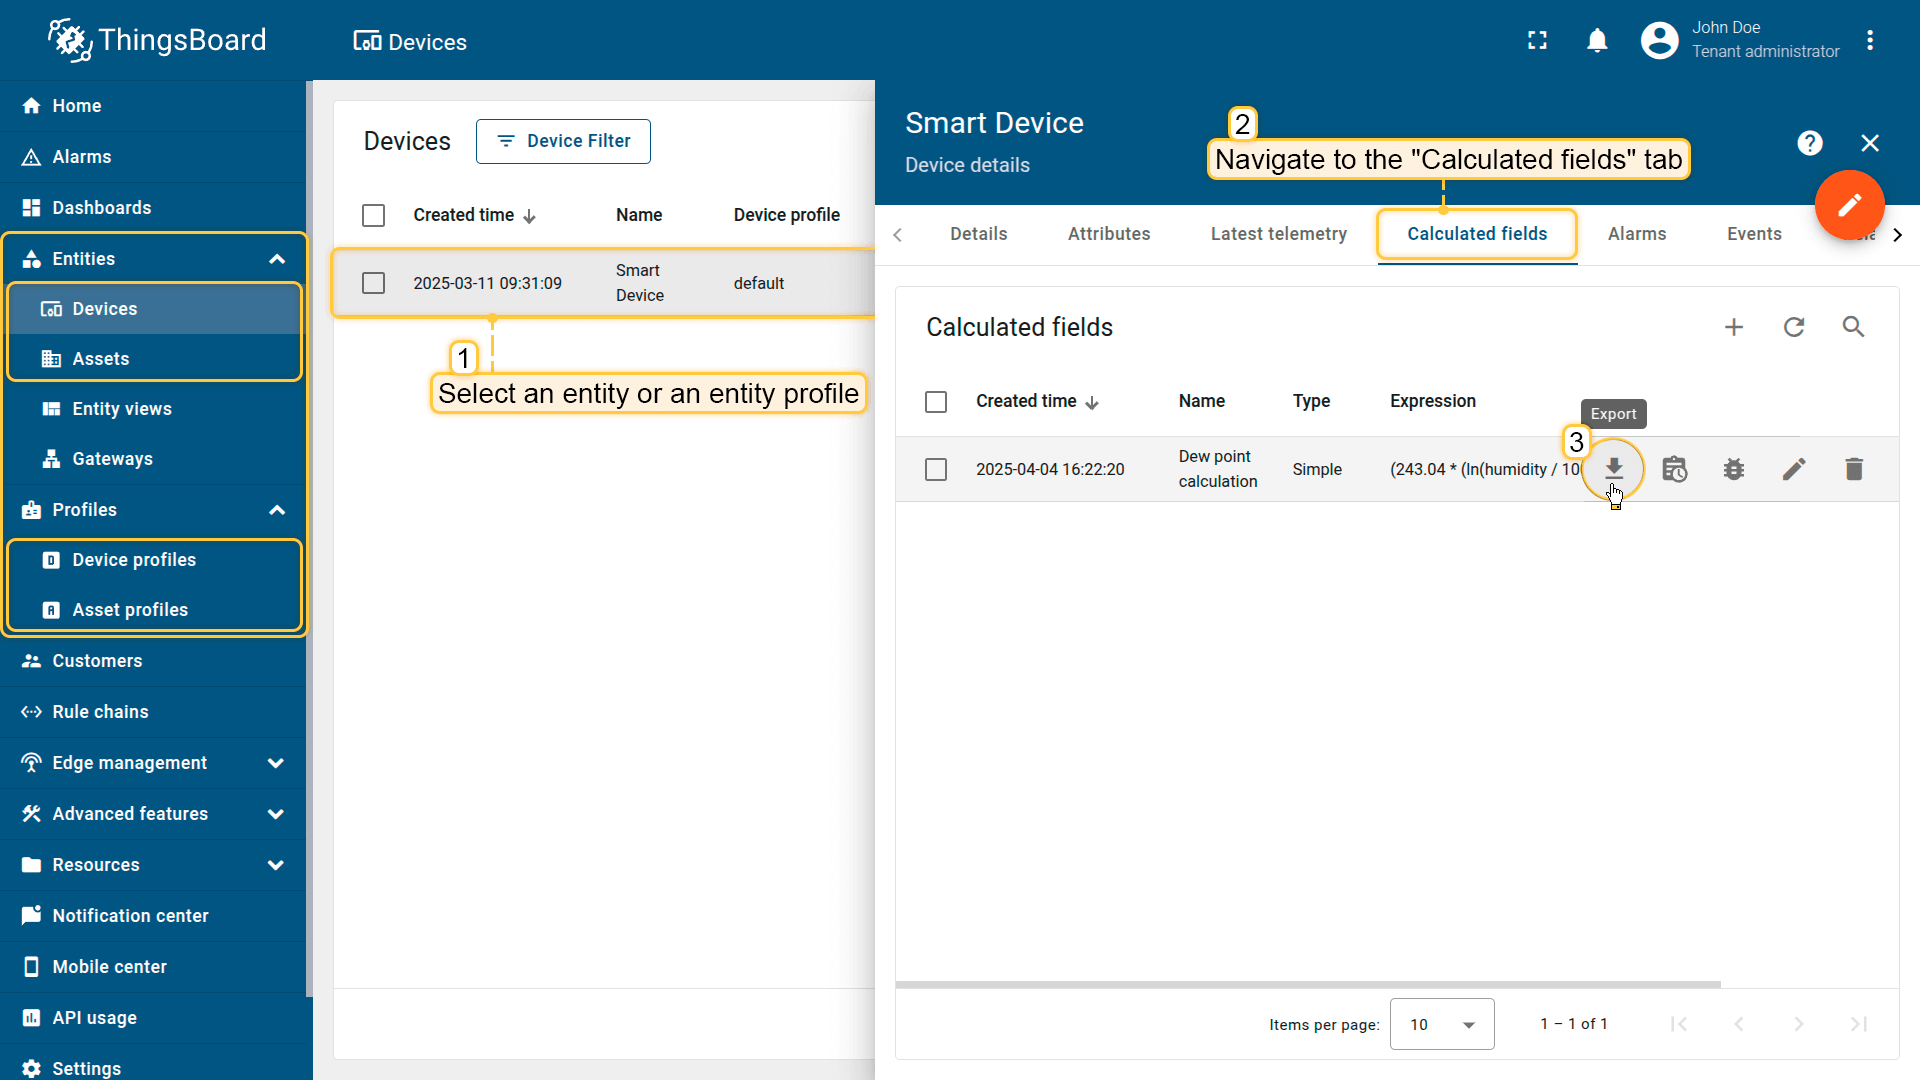 ThingsBoard
Devices
John Doe
Tenant administrator
Home
Alarms
Dashboards
Entities
Devices
Assets
Entity views
Gateways
Profiles
Device profiles
Asset profiles
Customers
Rule chains
Edge management
Advanced features
Resources
Notification center
Mobile center
API usage
Settings
Devices
Device Filter
Created time
Name
Device profile
2025-03-11 09:31:09
Smart
Device
default
1
Select an entity or an entity profile
Smart Device
Device details
2
Navigate to the "Calculated fields" tab
Details
Attributes
Latest telemetry
Calculated fields
Alarms
Events
Calculated fields
Created time
Name
Type
Expression
Export
3
2025-04-04 16:22:20
Dew point
calculation
Simple
(243.04 * (ln(humidity / 10
Items per page:
10
1 – 1 of 1